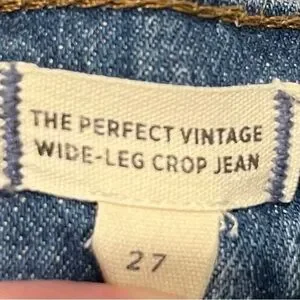 THE PERFECT VINTAGE
WIDE-LEG CROP JEAN
27